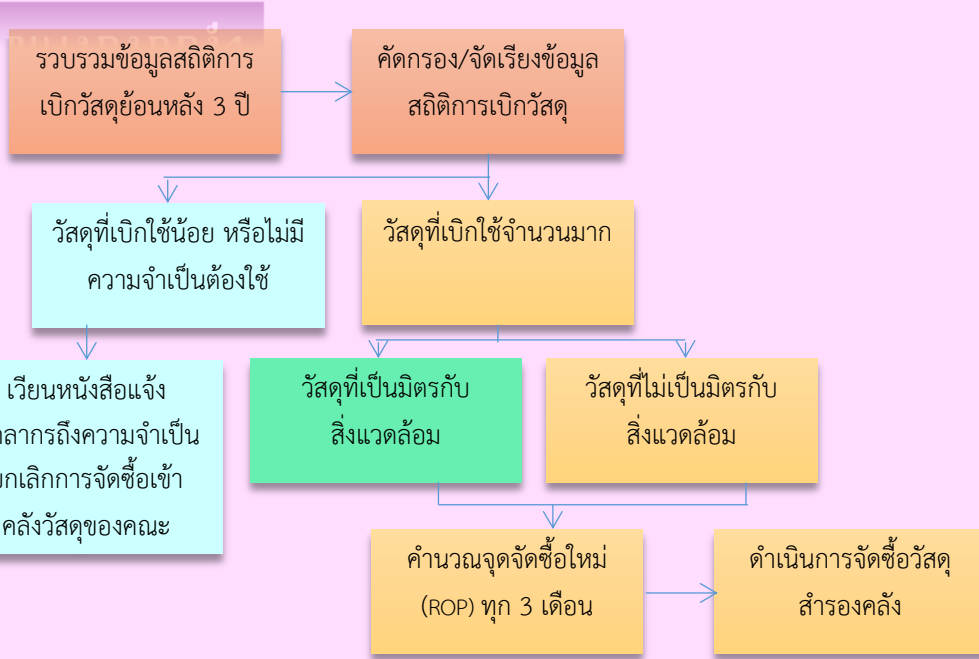 รวบรวมข้อมูลสถิติการ
เบิกวัสดุย้อนหลัง 3 ปี
คัดกรอง/จัดเรียงข้อมูล
สถิติการเบิกวัสดุ
วัสดุที่เบิกใช้น้อย หรือไม่มี
ความจำเป็นต้องใช้
วัสดุที่เบิกใช้จำนวนมาก
เวียนหนังสือแจ้ง
ลากรถึงความจำเป็น
กเลิกการจัดซื้อเข้า
คลังวัสดุของคณะ
วัสดุที่เป็นมิตรกับ
สิ่งแวดล้อม
วัสดุที่ไม่เป็นมิตรกับ
สิ่งแวดล้อม
คำนวณจุดจัดซื้อใหม่
(ROP) ทุก 3 เดือน
ดำเนินการจัดซื้อวัสดุ
สำรองคลัง